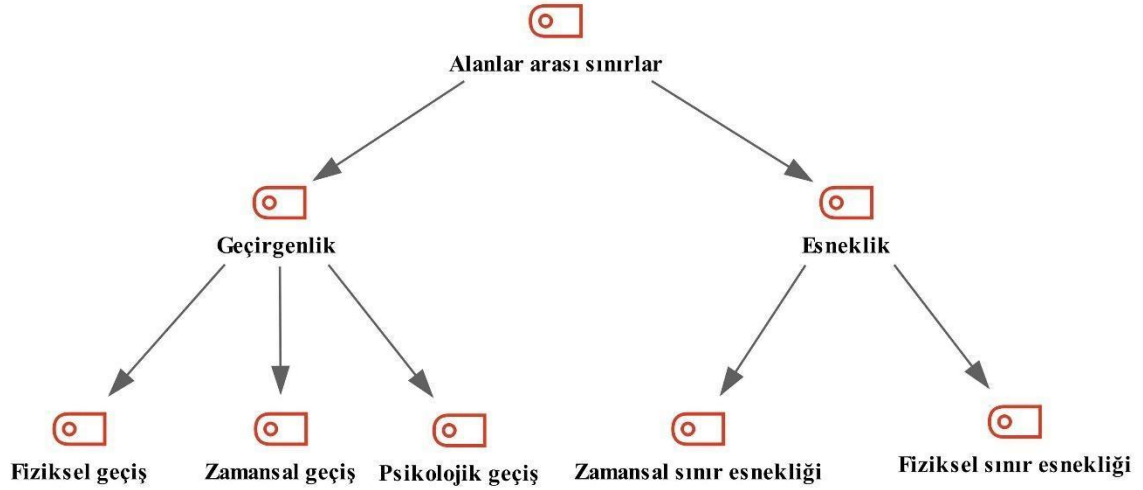 Alanlar arası sınırlar
Geçirgenlik
Esneklik
Fiziksel geçiş
Zamansal geçiş
Psikolojik geçiş
Zamansal sınır esnekliği
Fiziksel sınır esnekliği